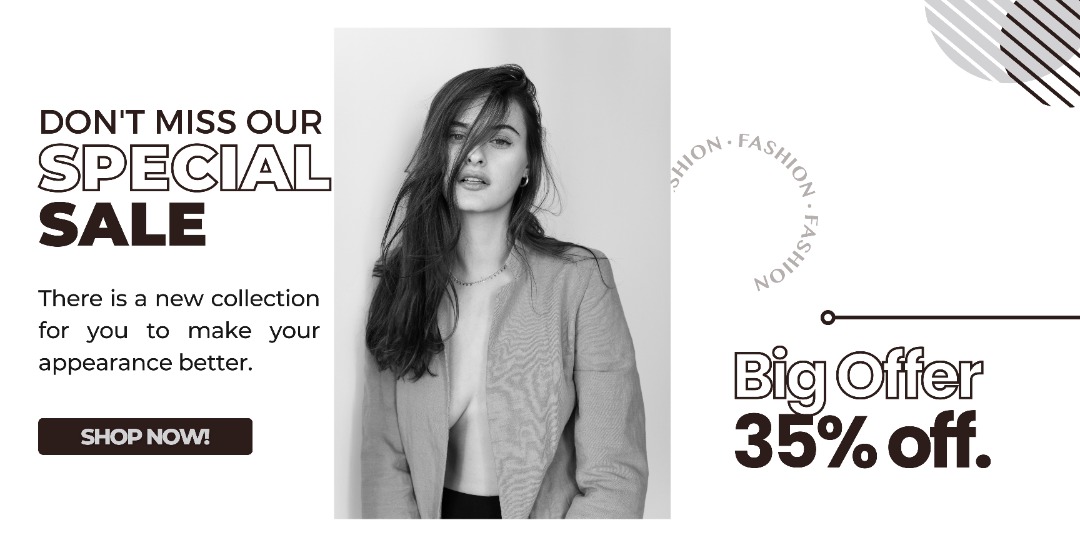 DON'T MISS OUR
SPECIAL
SALE
There is a new collection
for you to make your
appearance better.
SHOP NOW!
SHION · FASHION · FASHION
Big Offer
35% off.